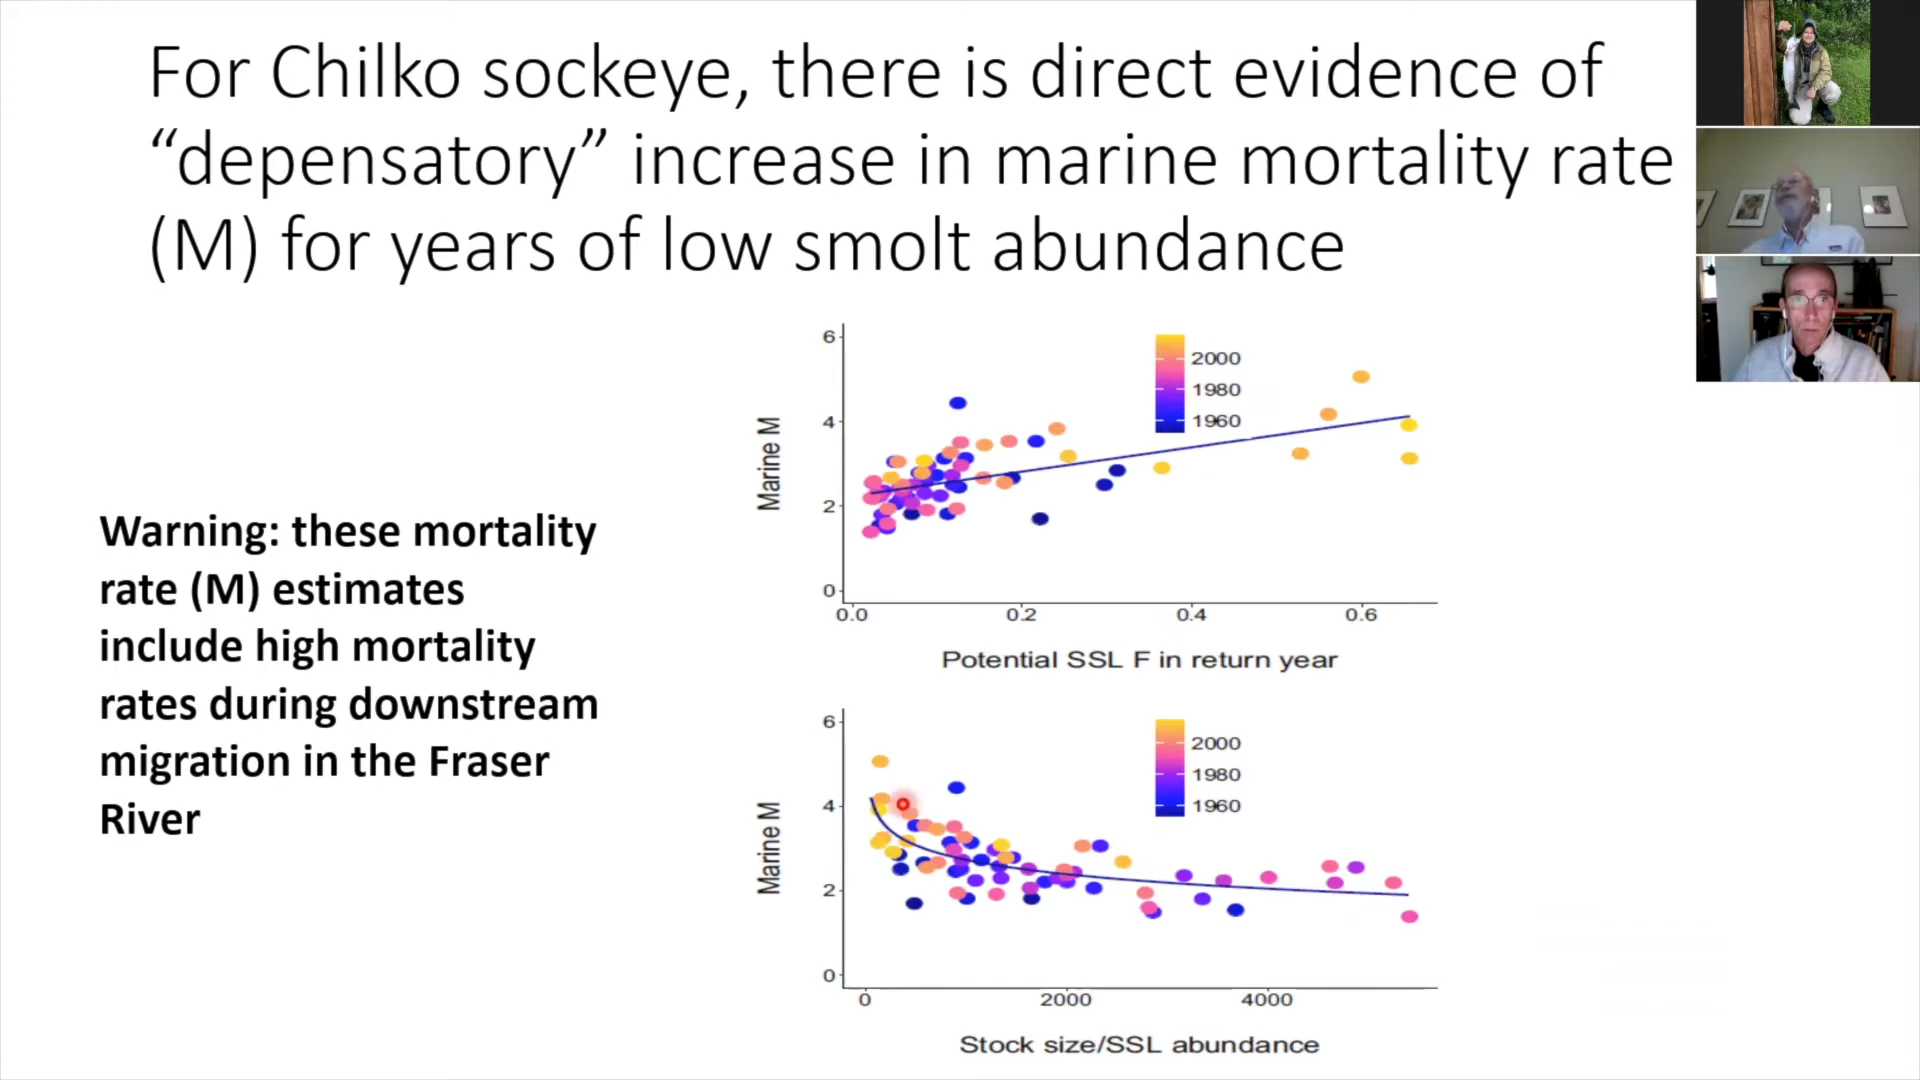 For Chilko sockeye, there is direct evidence of
“depensatory” increase in marine mortality rate
(M) for years of low smolt abundance
Warning: these mortality
rate (M) estimates
include high mortality
rates during downstream
migration in the Fraser
River
6
4
2
0
Marine M
2000
1980
1960
0.0 0.2 0.4 0.6
Potential SSL F in return year
6
4
2
0
Marine M
2000
1980
1960
0 2000 4000
Stock size/SSL abundance